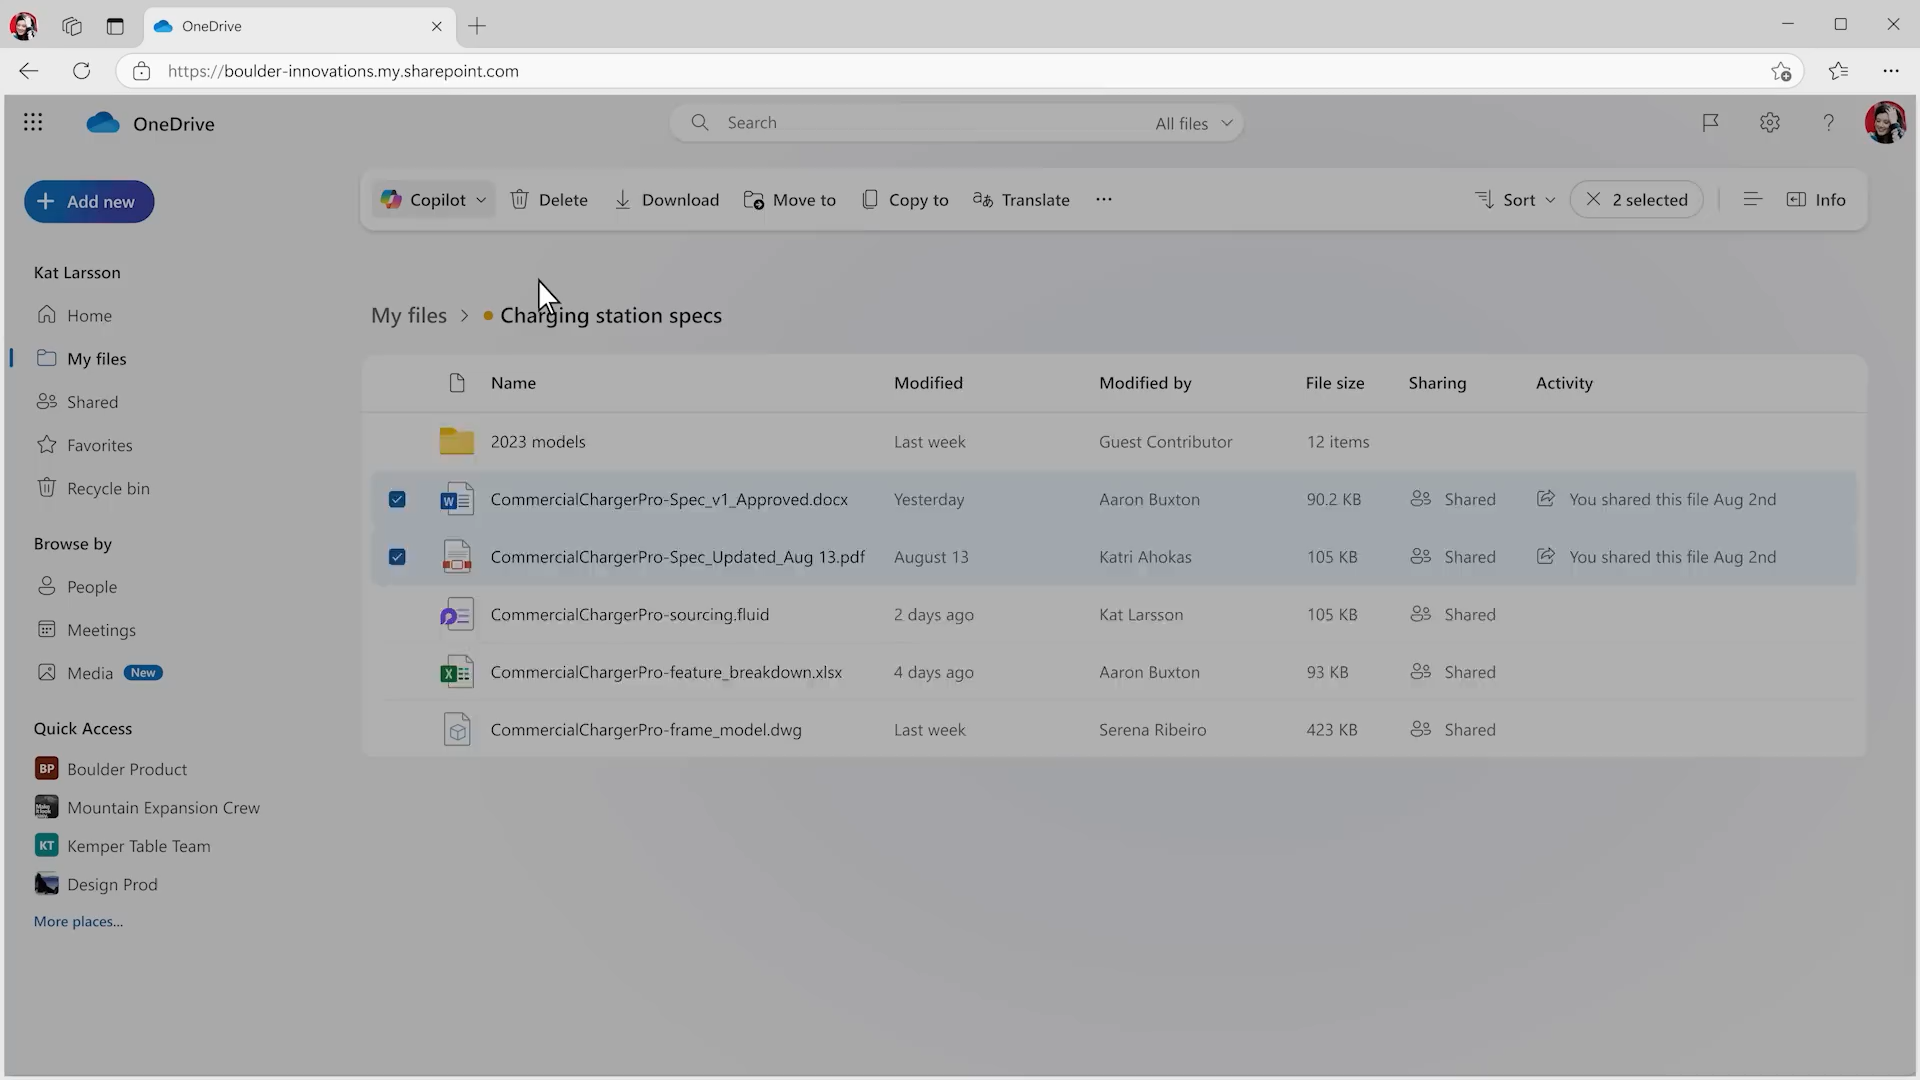 OneDrive
https://boulder-innovations.my.sharepoint.com
OneDrive
Search
All files
Add new
Copilot
Delete
Download
Move to
Copy to
Translate
Sort
2 selected
Info
Kat Larsson
Home
My files
Shared
Favorites
Recycle bin
Browse by
People
Meetings
Media New
Quick Access
BP Boulder Product
Mountain Expansion Crew
KT Kemper Table Team
Design Prod
More places...
My files > Charging station specs
Name Modified Modified by File size Sharing Activity
2023 models Last week Guest Contributor 12 items
CommercialChargerPro-Spec_v1_Approved.docx Yesterday Aaron Buxton 90.2 KB Shared You shared this file Aug 2nd
CommercialChargerPro-Spec_Updated_Aug 13.pdf August 13 Katri Ahokas 105 KB Shared You shared this file Aug 2nd
CommercialChargerPro-sourcing.fluid 2 days ago Kat Larsson 105 KB Shared
CommercialChargerPro-feature_breakdown.xlsx 4 days ago Aaron Buxton 93 KB Shared
CommercialChargerPro-frame_model.dwg Last week Serena Ribeiro 423 KB Shared